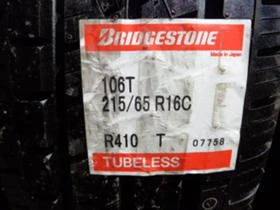 BRIDGESTONE
Made in Japan
106T
215/65 R16C
R410 T 07758
TUBELESS